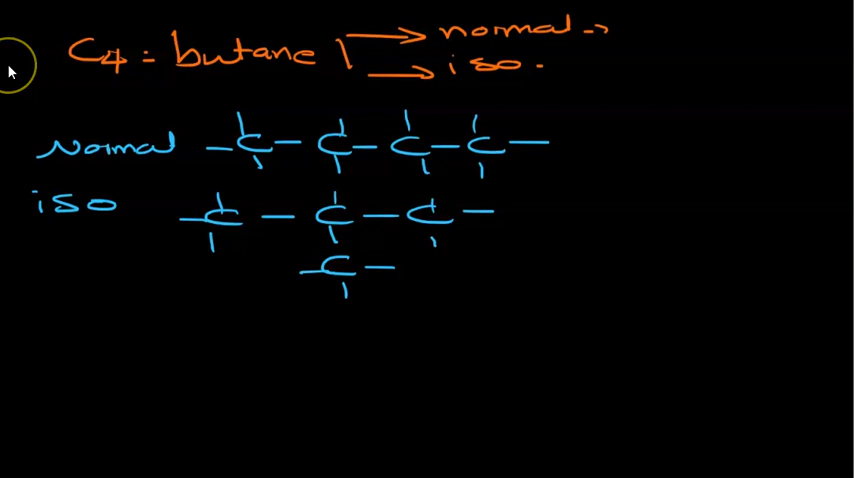 C4 = butane → normal →
→ iso.
Normal -C-C-C-C-
iso -C-C-C-
-C-